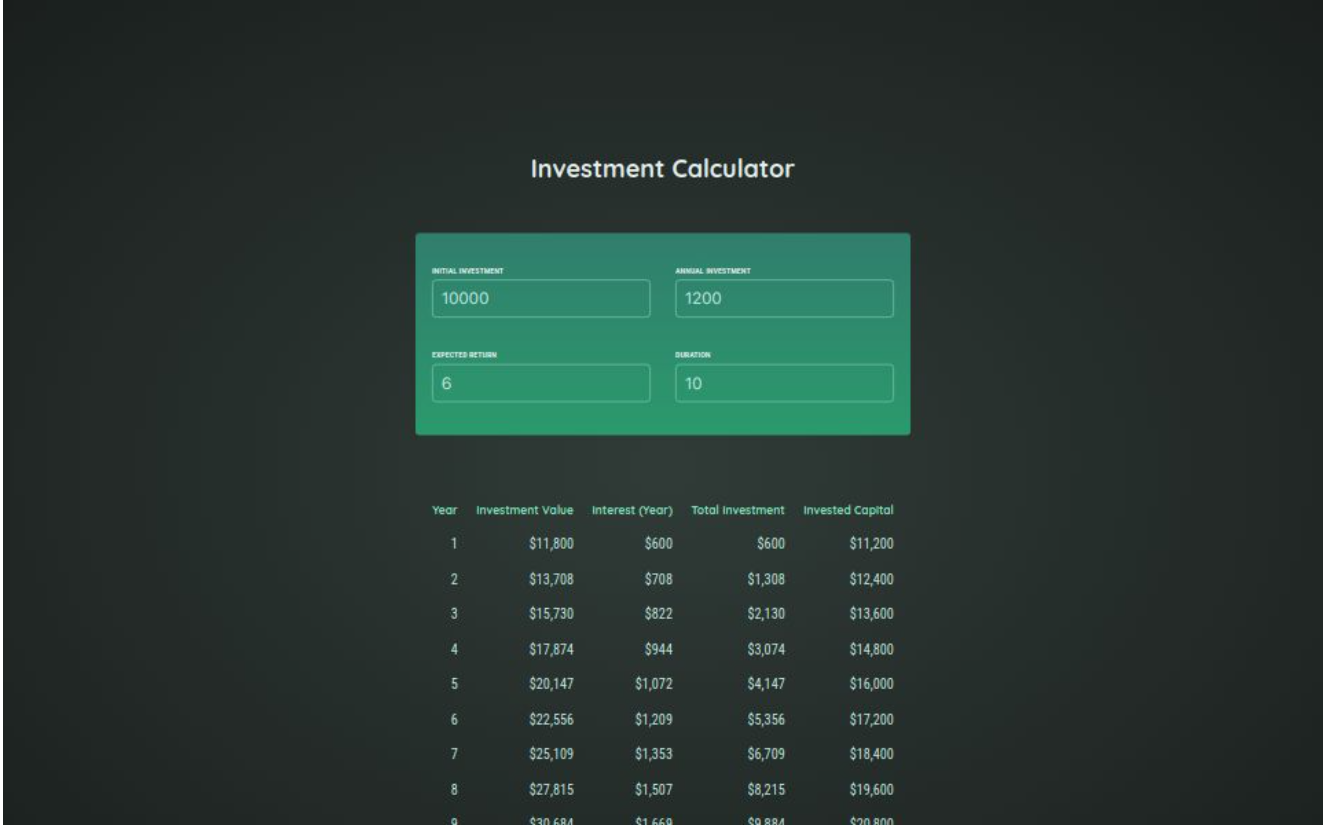 Investment Calculator
INITIAL INVESTMENT ANNUAL INVESTMENT
10000 1200
EXPECTED RETURN DURATION
6 10
Year Investment Value Interest (Year) Total Investment Invested Capital
1 $11,800 $600 $600 $11,200
2 $13,708 $708 $1,308 $12,400
3 $15,730 $822 $2,130 $13,600
4 $17,874 $944 $3,074 $14,800
5 $20,147 $1,072 $4,147 $16,000
6 $22,556 $1,209 $5,356 $17,200
7 $25,109 $1,353 $6,709 $18,400
8 $27,815 $1,507 $8,215 $19,600
9 $30,684 $1,669 $9,884 $20,800